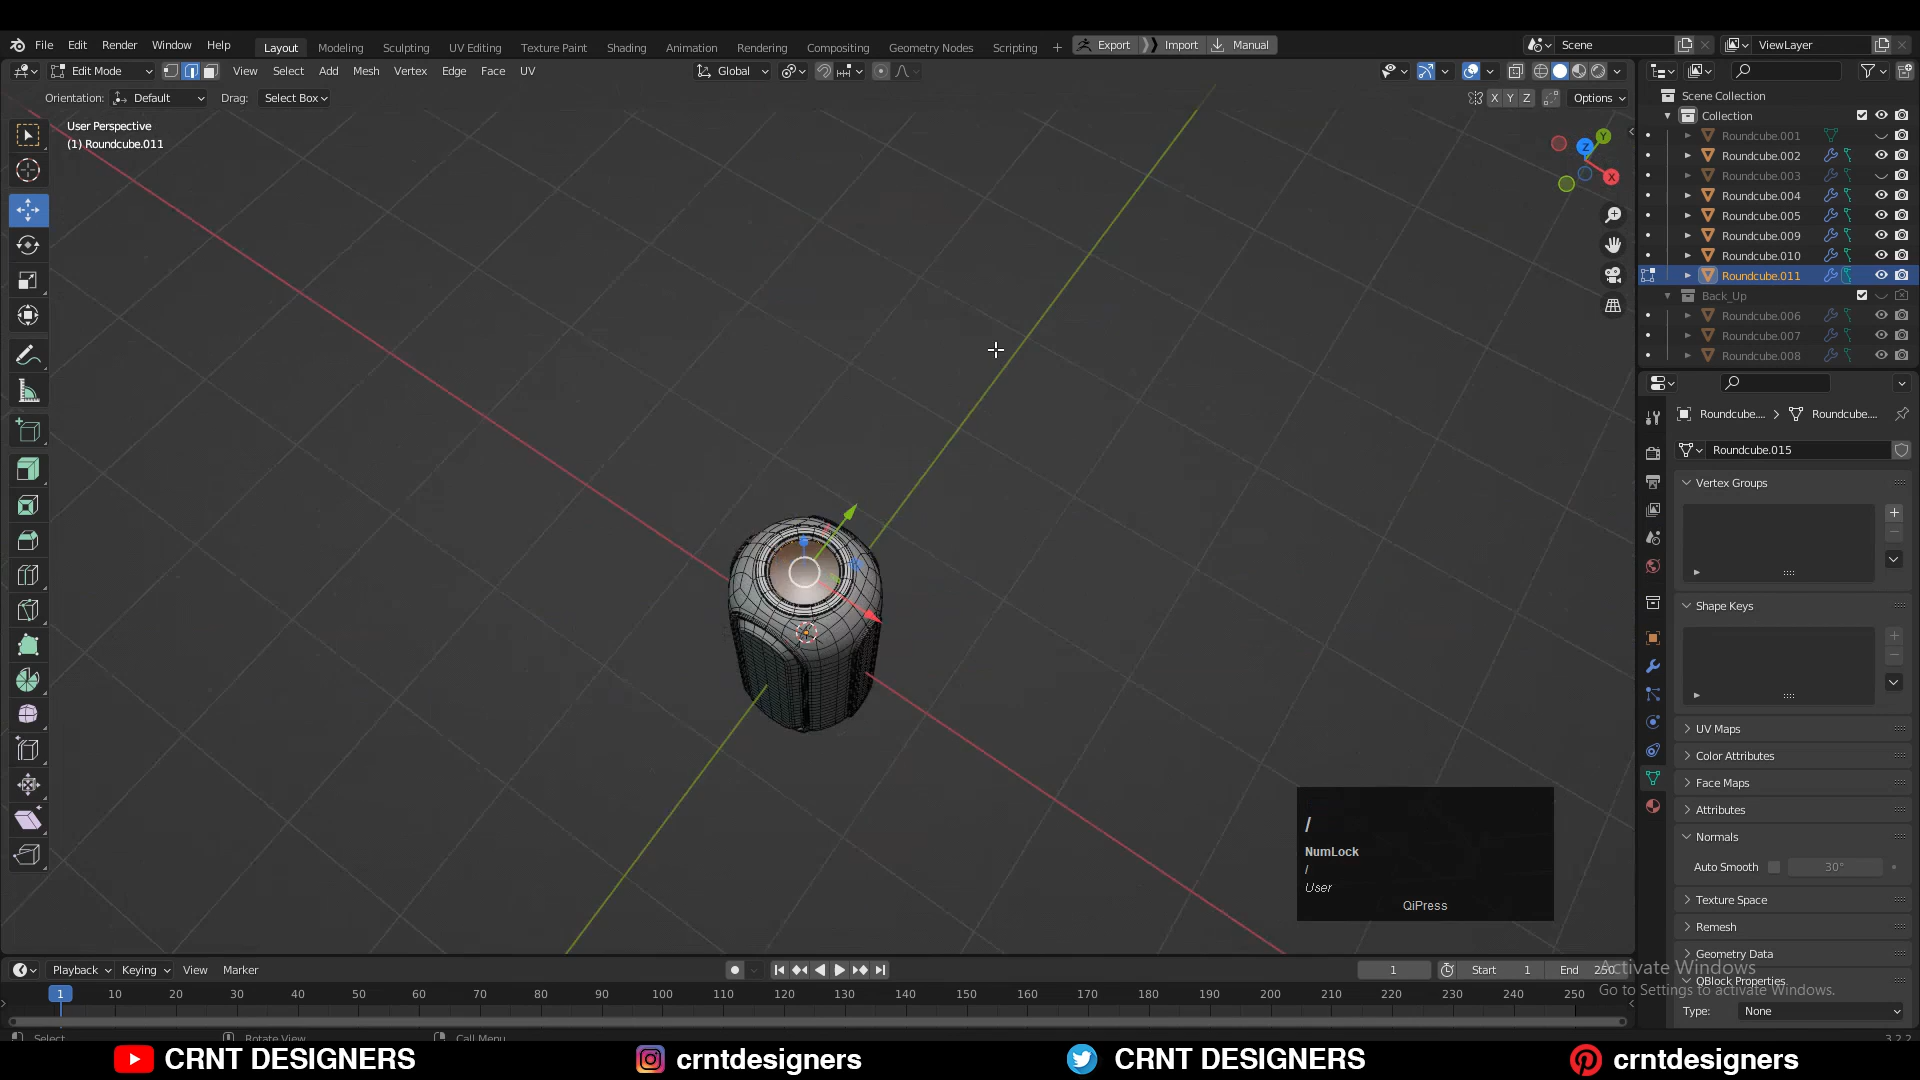 File Edit Render Window Help Layout Modeling Sculpting UV Editing Texture Paint Shading Animation Rendering Compositing Geometry Nodes Scripting + Export Import Manual Scene ViewLayer
Edit Mode View Select Add Mesh Vertex Edge Face UV Global
Orientation: Default Drag: Select Box X Y Z Options
User Perspective
(1) Roundcube.011
Y
Z
X
Scene Collection
Collection
Roundcube.001
Roundcube.002
Roundcube.003
Roundcube.004
Roundcube.005
Roundcube.009
Roundcube.010
Roundcube.011
Back_Up
Roundcube.006
Roundcube.007
Roundcube.008
Roundcube.... > Roundcube....
Roundcube.015
Vertex Groups
Shape Keys
UV Maps
Color Attributes
Face Maps
Attributes
Normals
Auto Smooth 30°
Texture Space
Remesh
Geometry Data
QBlock Properties
Type: None
/
NumLock
/
User
QiPress
Activate Windows
Go to Settings to activate Windows.
Playback Keying View Marker 1 Start 1 End 250
1 10 20 30 40 50 60 70 80 90 100 110 120 130 140 150 160 170 180 190 200 210 220 230 240 250
Select Rotate View Call Menu 3.2.2
CRNT DESIGNERS crntdesigners CRNT DESIGNERS crntdesigners